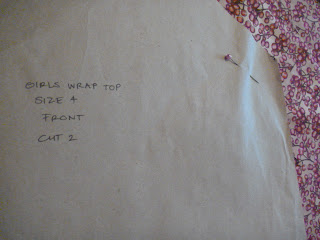 GIRLS WRAP TOP
SIZE 4
FRONT
CUT 2